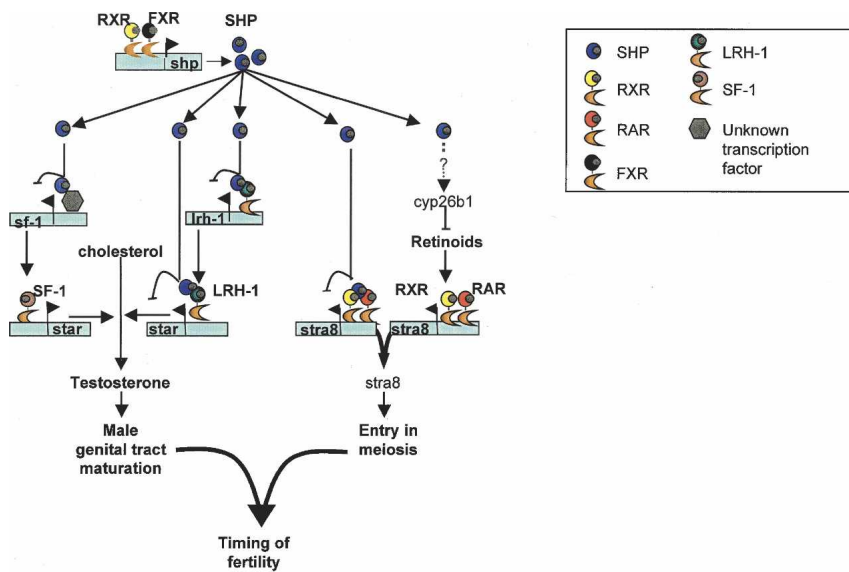 RXR FXR
SHP
shp
?
cyp26b1
sf-1
lrh-1
Retinoids
cholesterol
SF-1
LRH-1
RXR
RAR
star
star
stra8
stra8
Testosterone
stra8
Male
genital tract
maturation
Entry in
meiosis
Timing of
fertility
SHP
RXR
RAR
FXR
LRH-1
SF-1
Unknown
transcription
factor